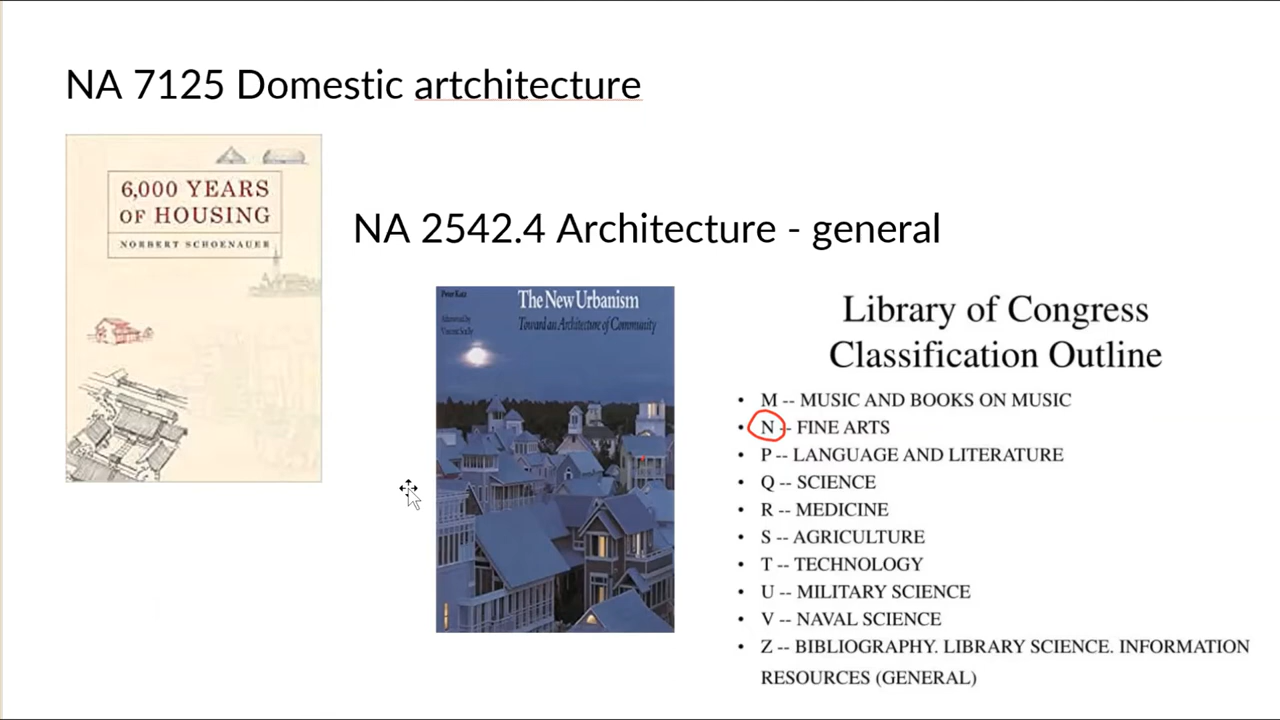 NA 7125 Domestic artchitecture
6,000 YEARS
OF HOUSING
NORBERT SCHOENAUER
NA 2542.4 Architecture - general
Peter Katz
The New Urbanism
Toward an Architecture of Community
Afterword by
Vincent Scully
Library of Congress
Classification Outline
• M -- MUSIC AND BOOKS ON MUSIC
• N -- FINE ARTS
• P -- LANGUAGE AND LITERATURE
• Q -- SCIENCE
• R -- MEDICINE
• S -- AGRICULTURE
• T -- TECHNOLOGY
• U -- MILITARY SCIENCE
• V -- NAVAL SCIENCE
• Z -- BIBLIOGRAPHY. LIBRARY SCIENCE. INFORMATION
RESOURCES (GENERAL)